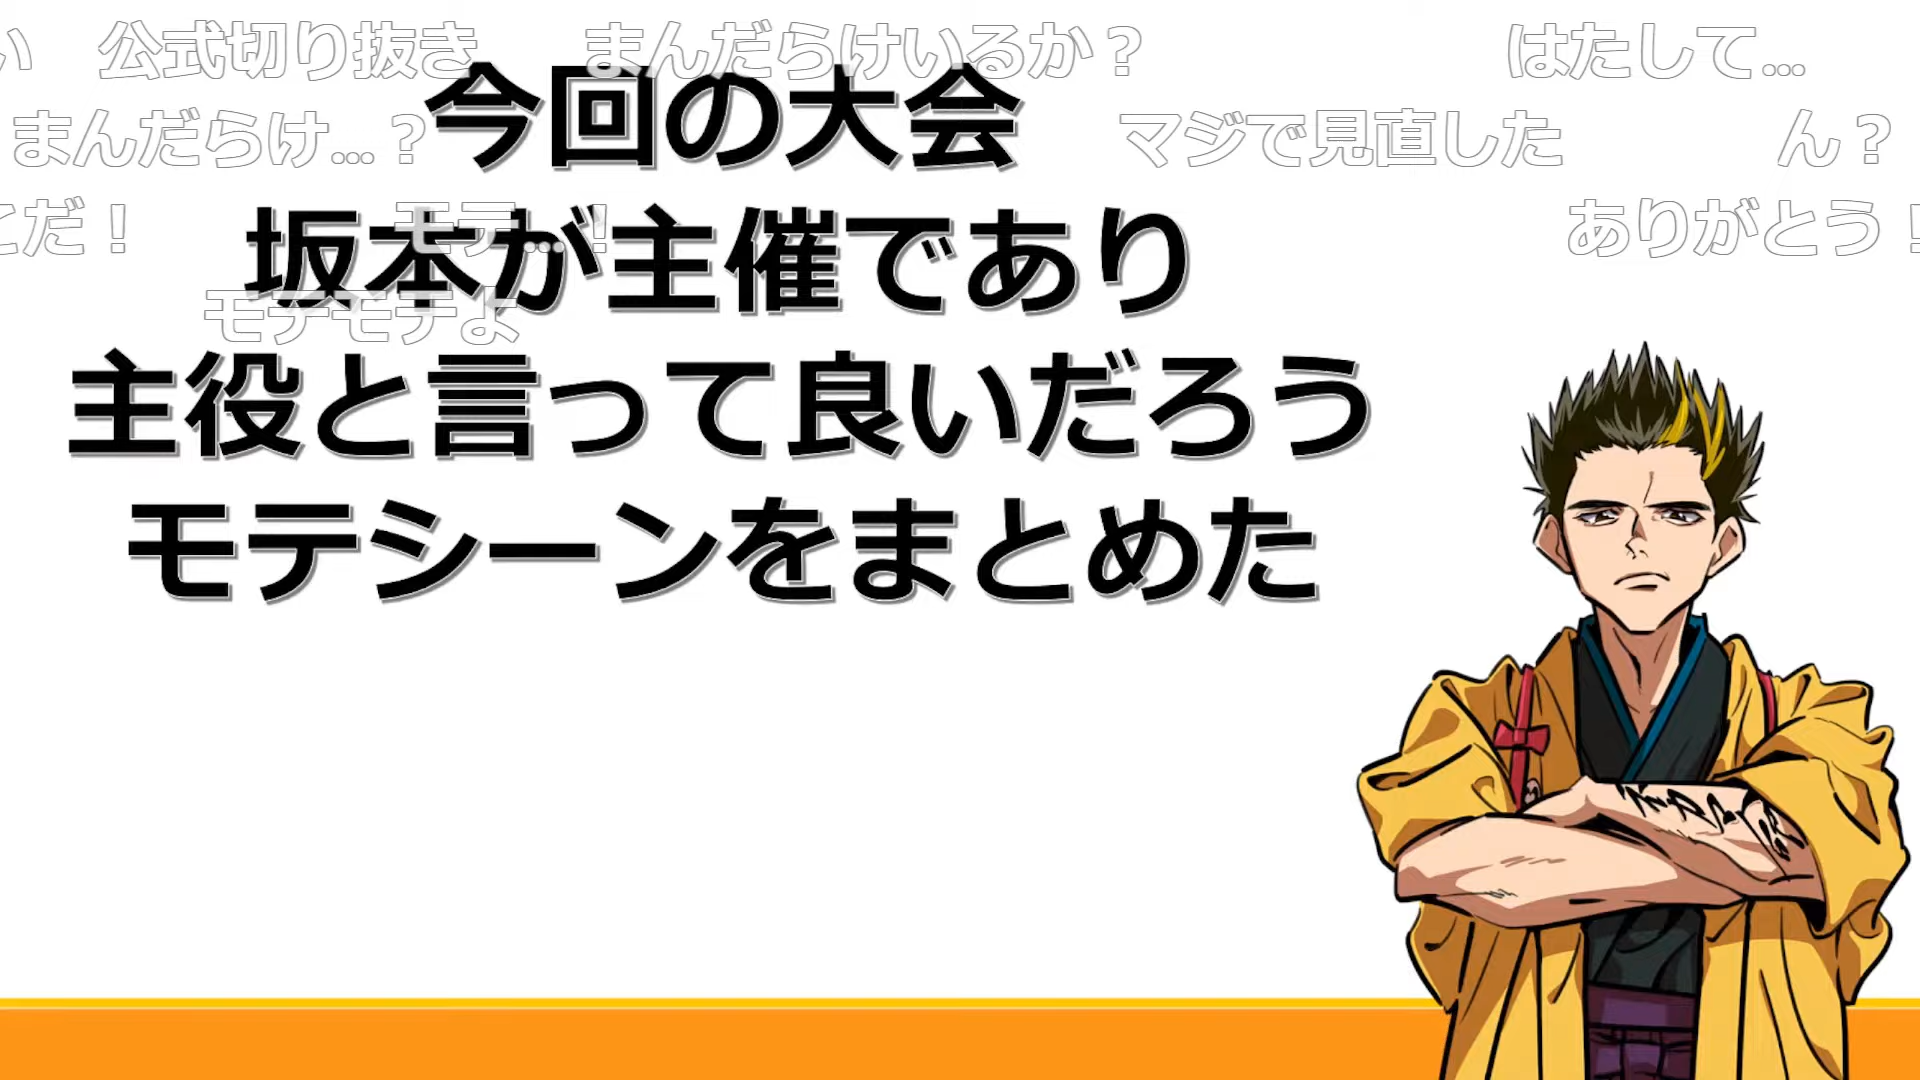 い 公式切り抜き まんだらけいるか？ はたして…
まんだらけ…？ マジで見直した ん？
こだ！ モテ…！ ありがとう！
モテモテよ
今回の大会
坂本が主催であり
主役と言って良いだろう
モテシーンをまとめた